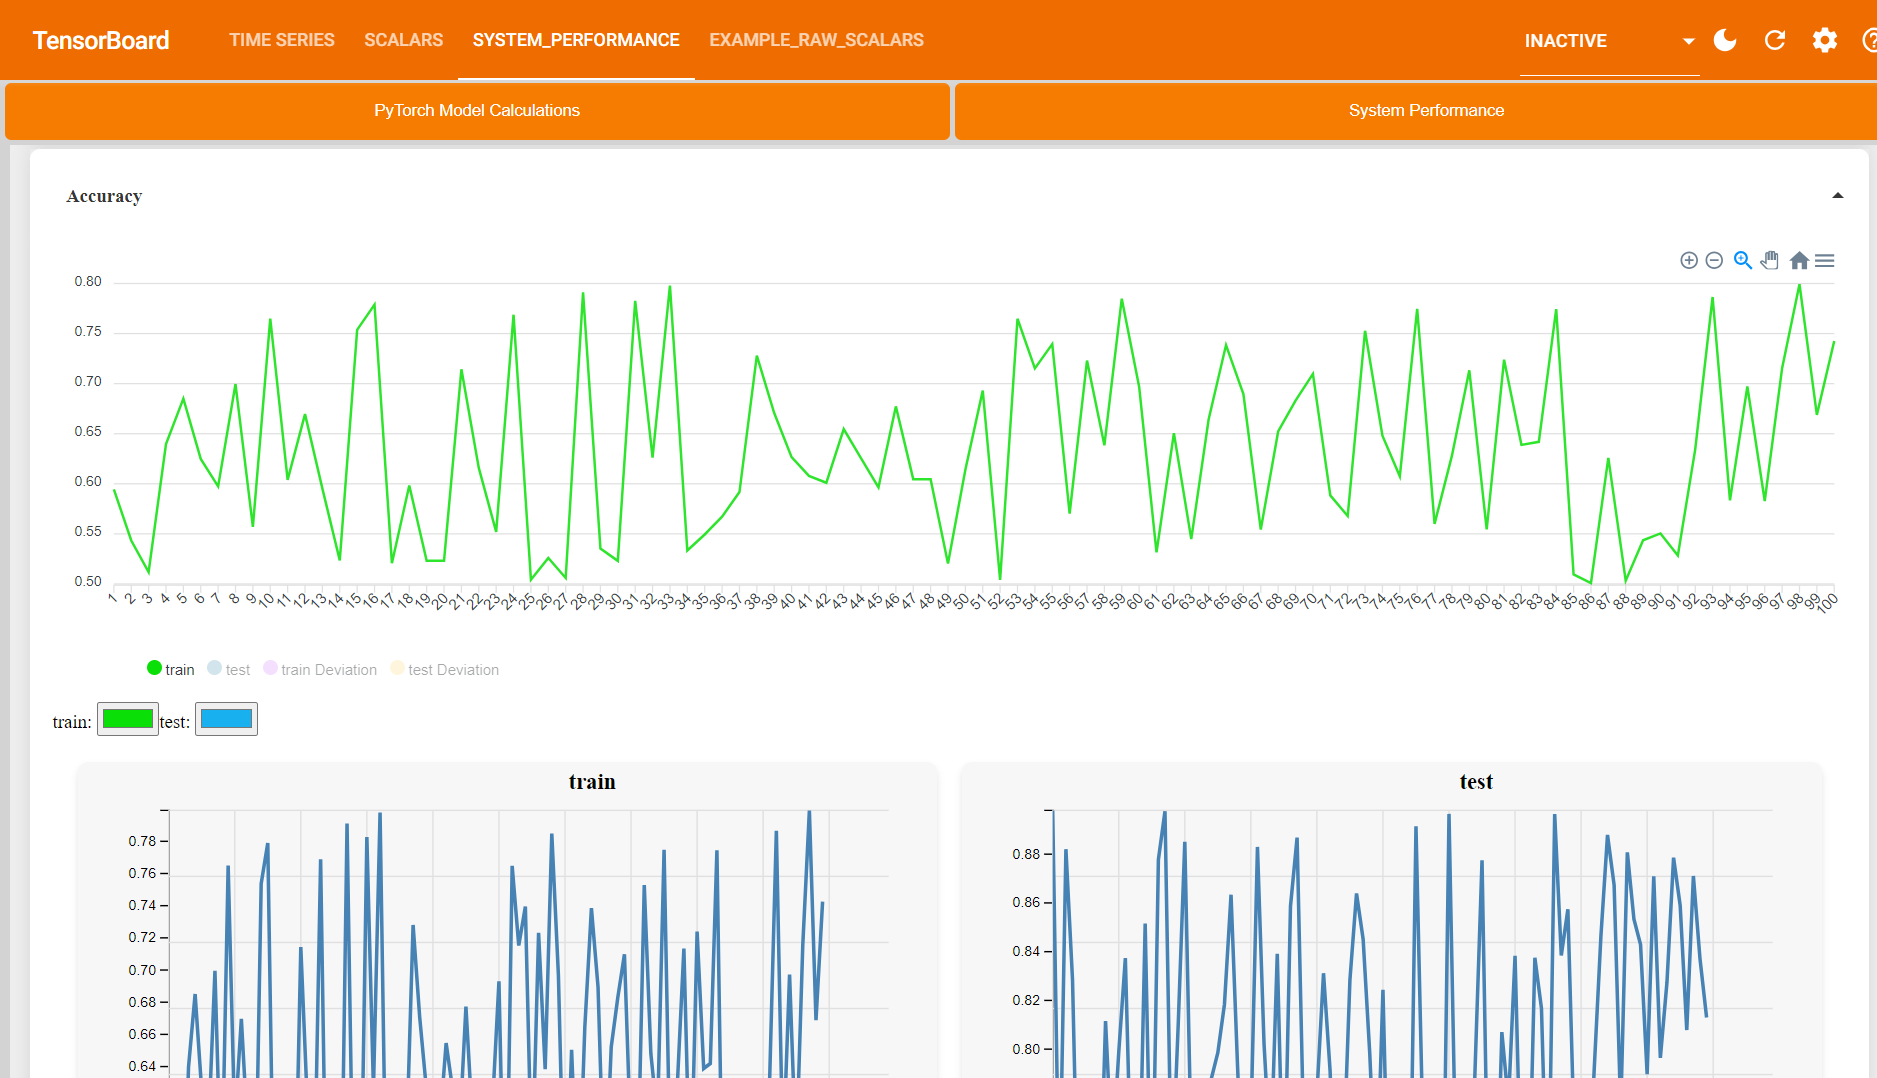 TensorBoard TIME SERIES SCALARS SYSTEM_PERFORMANCE EXAMPLE_RAW_SCALARS INACTIVE
PyTorch Model Calculations System Performance
Accuracy
0.80
0.75
0.70
0.65
0.60
0.55
0.50
1 2 3 4 5 6 7 8 9 10 11 12 13 14 15 16 17 18 19 20 21 22 23 24 25 26 27 28 29 30 31 32 33 34 35 36 37 38 39 40 41 42 43 44 45 46 47 48 49 50 51 52 53 54 55 56 57 58 59 60 61 62 63 64 65 66 67 68 69 70 71 72 73 74 75 76 77 78 79 80 81 82 83 84 85 86 87 88 89 90 91 92 93 94 95 96 97 98 99 100
train test train Deviation test Deviation
train: test:
train
0.78
0.76
0.74
0.72
0.70
0.68
0.66
0.64
test
0.88
0.86
0.84
0.82
0.80